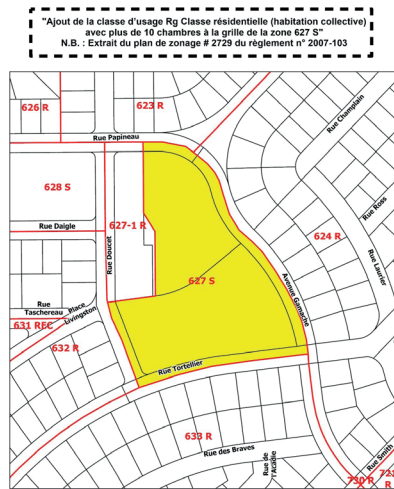 "Ajout de la classe d'usage Rg Classe résidentielle (habitation collective)
avec plus de 10 chambres à la grille de la zone 627 S"
N.B. : Extrait du plan de zonage # 2729 du règlement n° 2007-103
626 R
623 R
Rue Papineau
Rue Champlain
628 S
627-1 R
Rue Ross
Rue Daigle
Rue Doucet
624 R
Rue Laurier
627 S
Avenue Gamache
Rue
Taschereau
Place
Livingston
631 REC
632 R
Rue Tortellier
633 R
Rue des Braves
Rue de
l'Acadie
Rue Smith
730 R
721
R